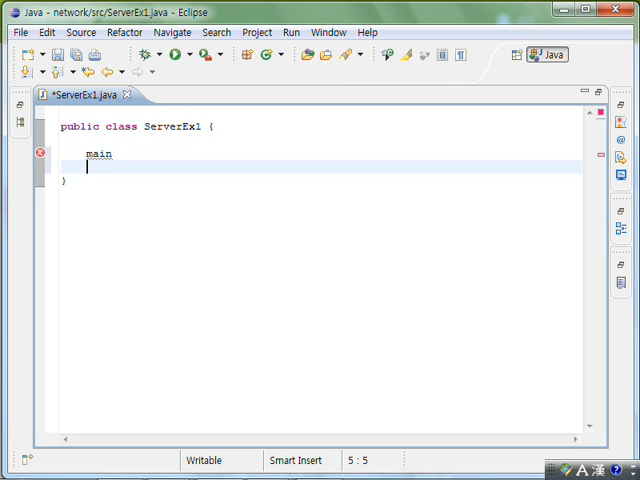 Java - network/src/ServerEx1.java - Eclipse
File Edit Source Refactor Navigate Search Project Run Window Help
Java
*ServerEx1.java
public class ServerEx1 {
main
}
Writable Smart Insert 5 : 5
A 漢